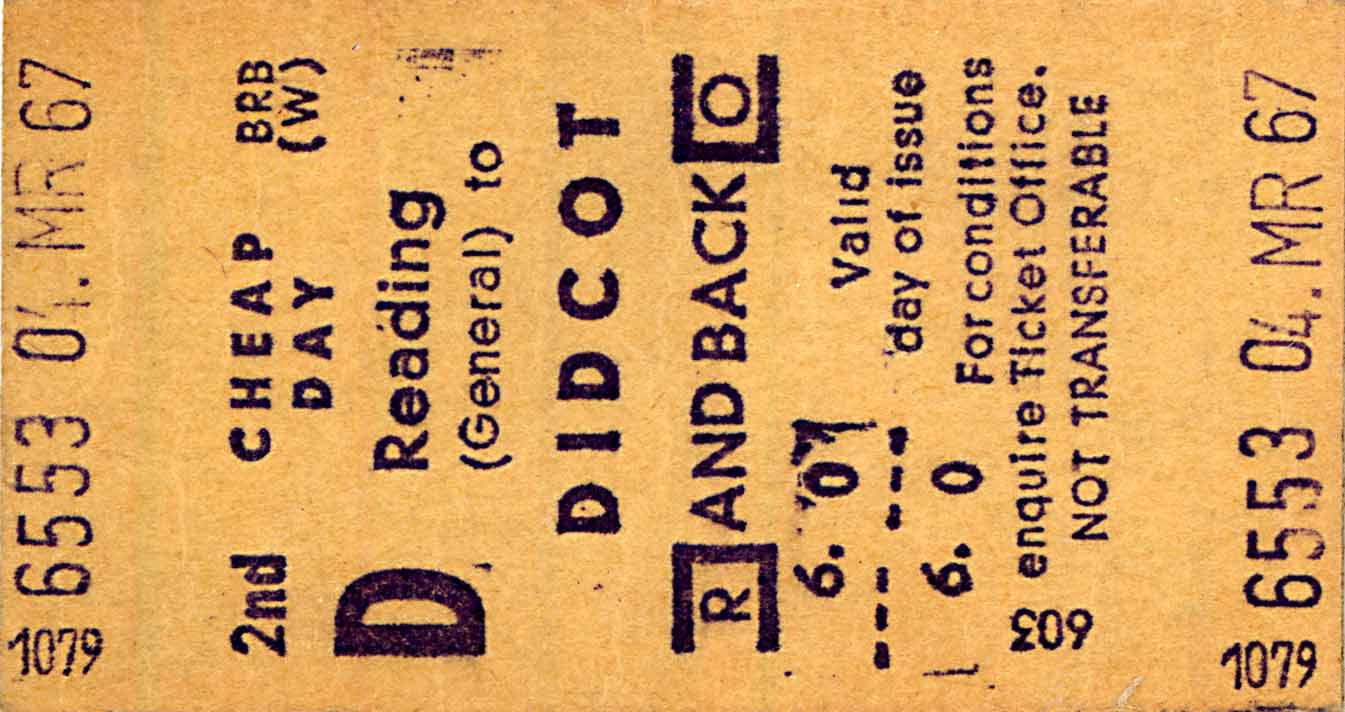 1079 6553 04. MR 67
2nd CHEAP BRB
DAY (W)
D Reading
(General) to
DIDCOT
R AND BACK O
6. 0 Valid
day of issue
6. 0 For conditions
603 enquire Ticket Office.
NOT TRANSFERABLE
1079 6553 04. MR 67